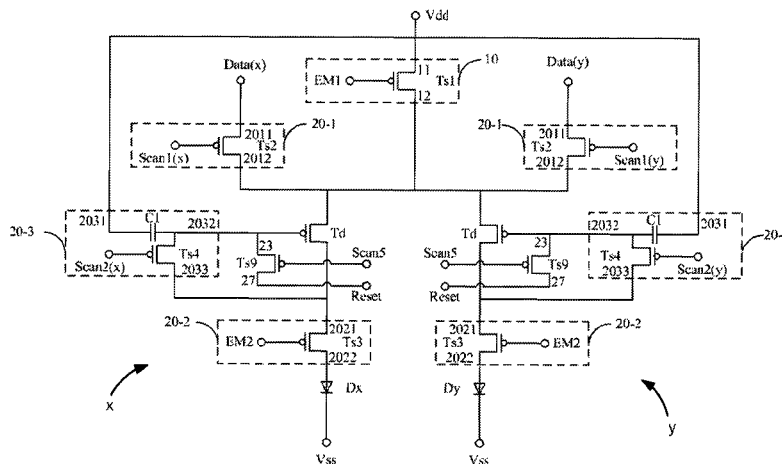 Vdd
Data(x)
EM1
11
Ts1
12
10
Data(y)
20-1
2011
Ts2
2012
Scan1(x)
20-1
2011
Ts2
2012
Scan1(y)
20-3
2031
C1
2032
Ts4
2033
Scan2(x)
Td
23
Ts9
27
Scan5
Reset
Td
Scan5
Reset
23
Ts9
27
2032
C1
2031
Ts4
2033
Scan2(y)
20-
20-2
2021
Ts3
2022
EM2
2021
Ts3
2022
EM2
20-2
x
Dx
Dy
y
Vss
Vss